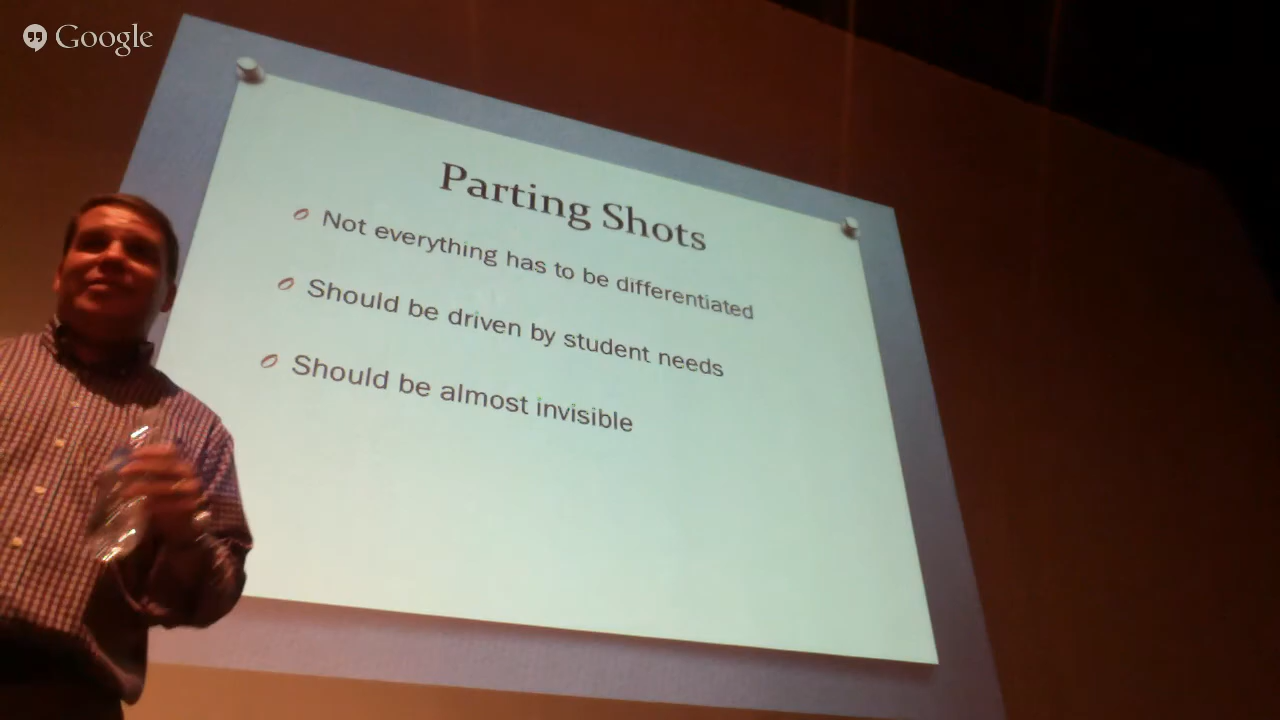 Google
Parting Shots
Not everything has to be differentiated
Should be driven by student needs
Should be almost invisible